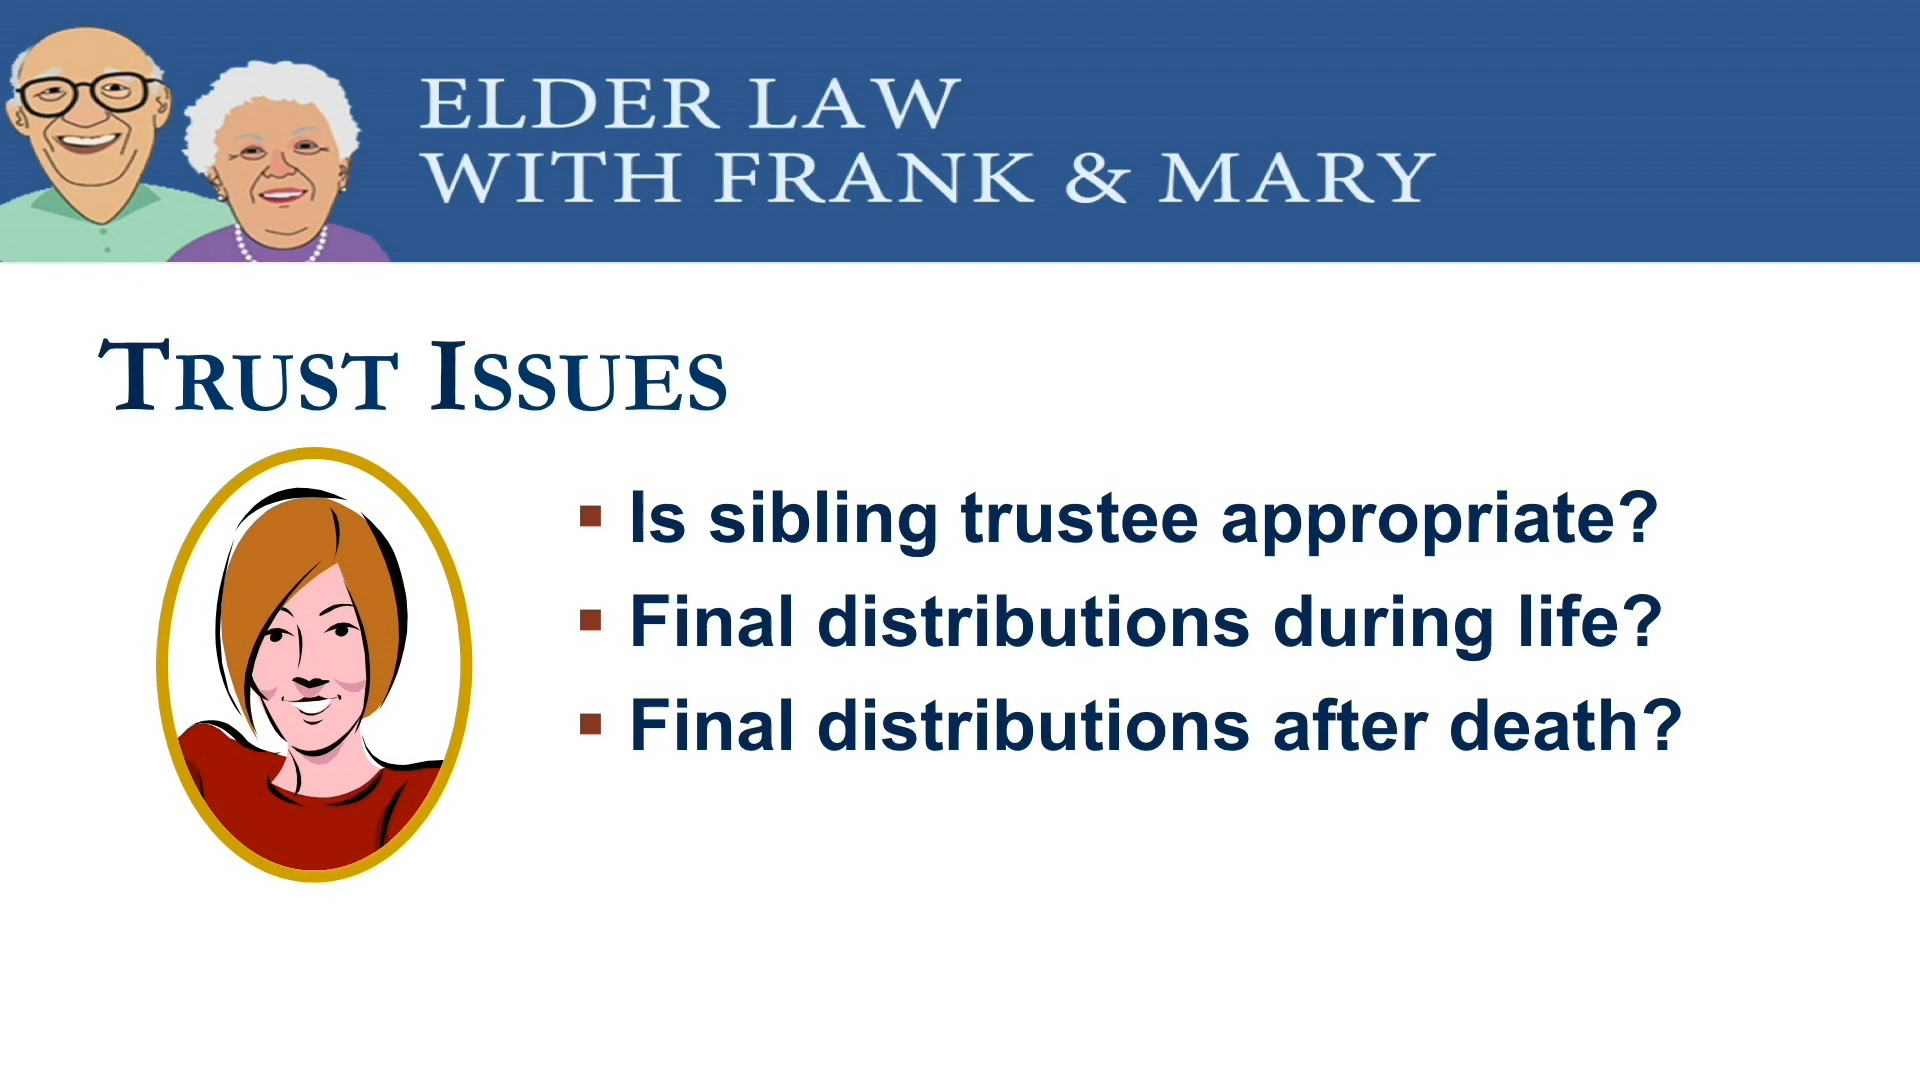 ELDER LAW
WITH FRANK & MARY
TRUST ISSUES
▪ Is sibling trustee appropriate?
▪ Final distributions during life?
▪ Final distributions after death?